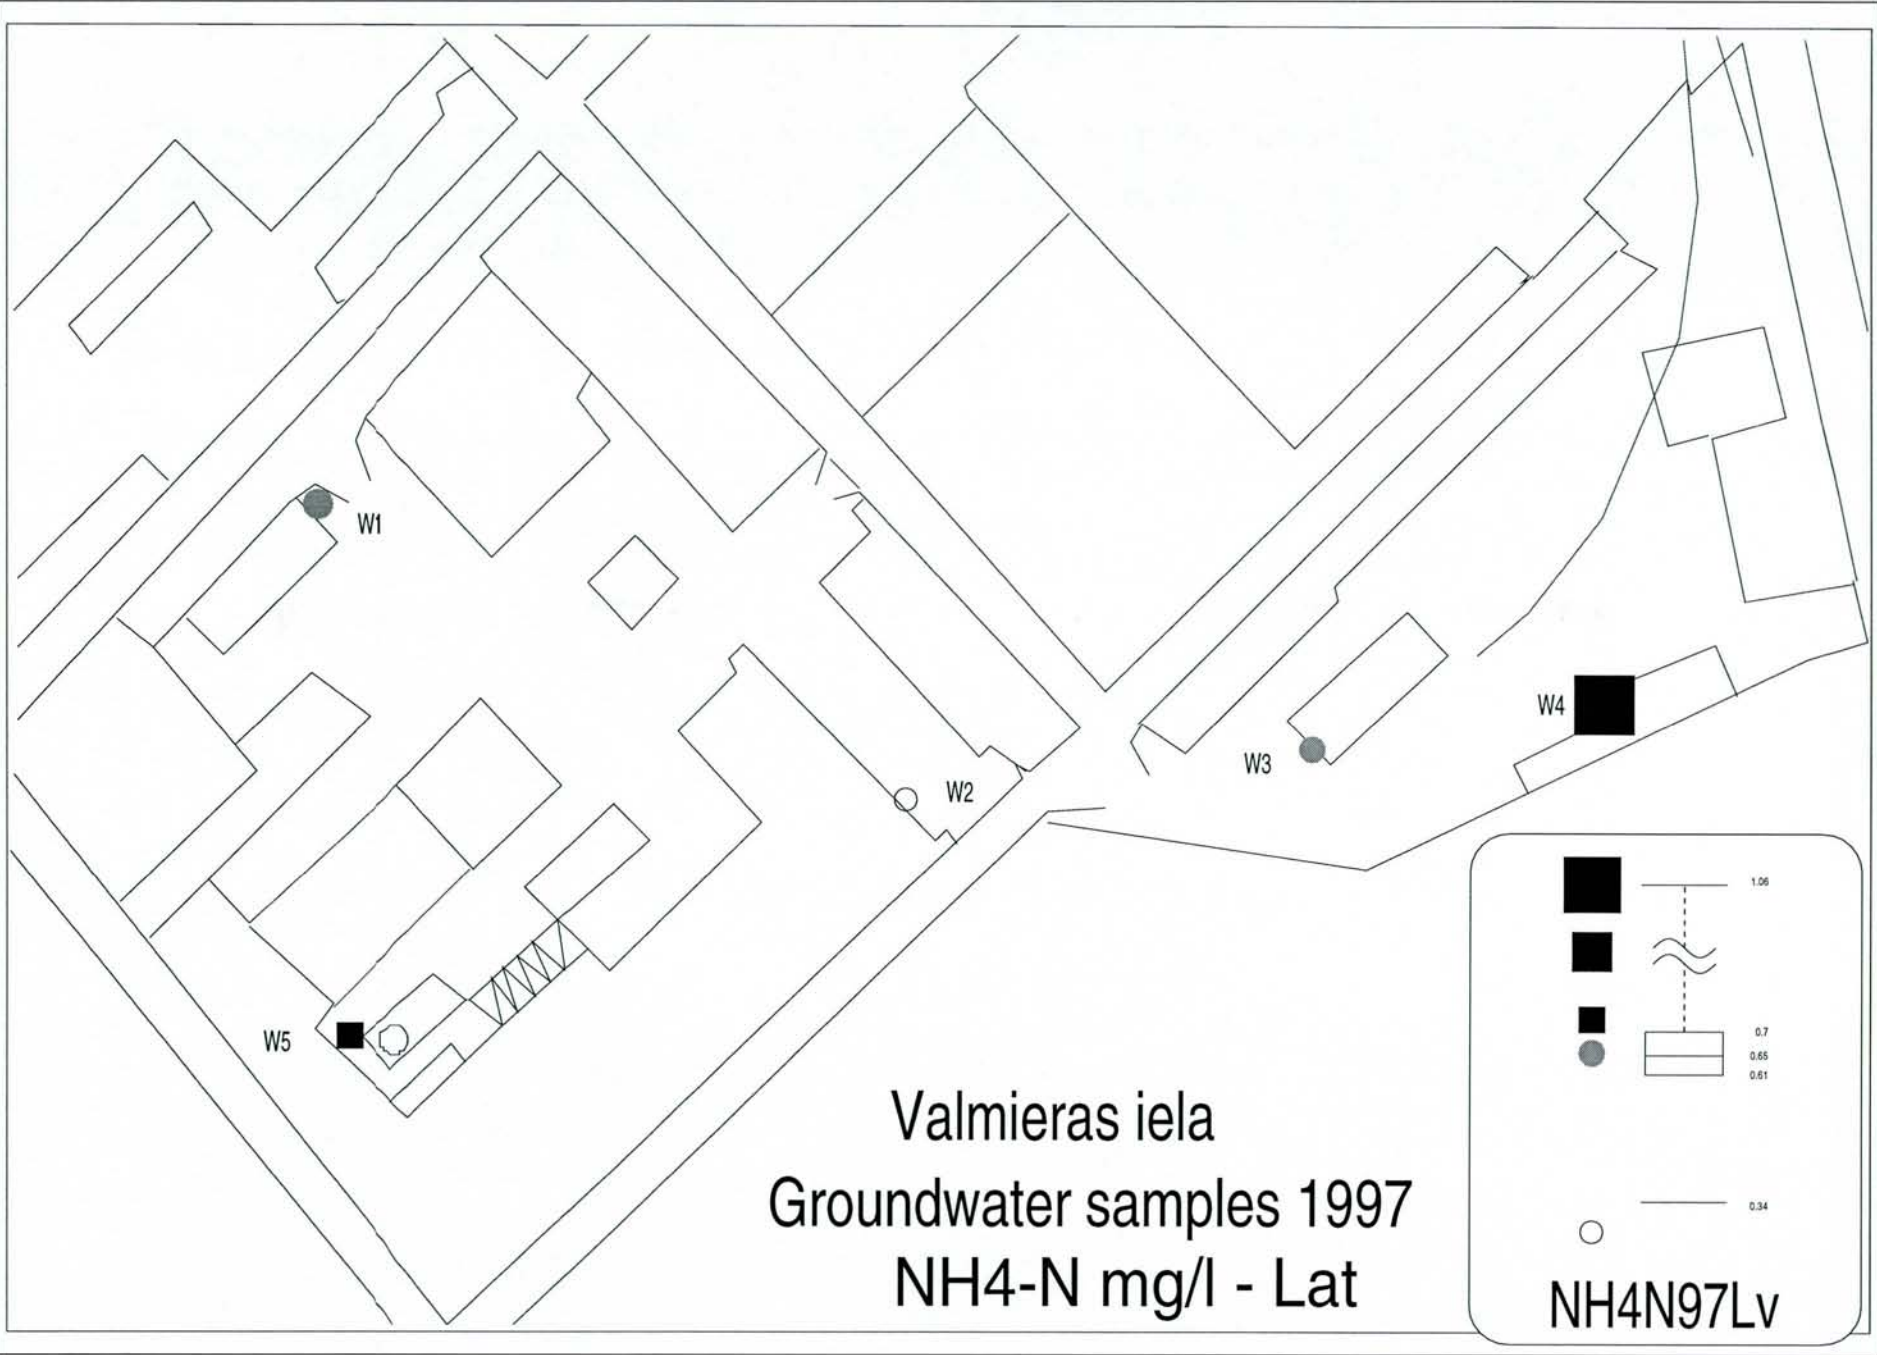 W1
W2
W3
W4
W5
1.06
0.7
0.65
0.61
0.34
NH4N97Lv
Valmieras iela
Groundwater samples 1997
NH4-N mg/l - Lat